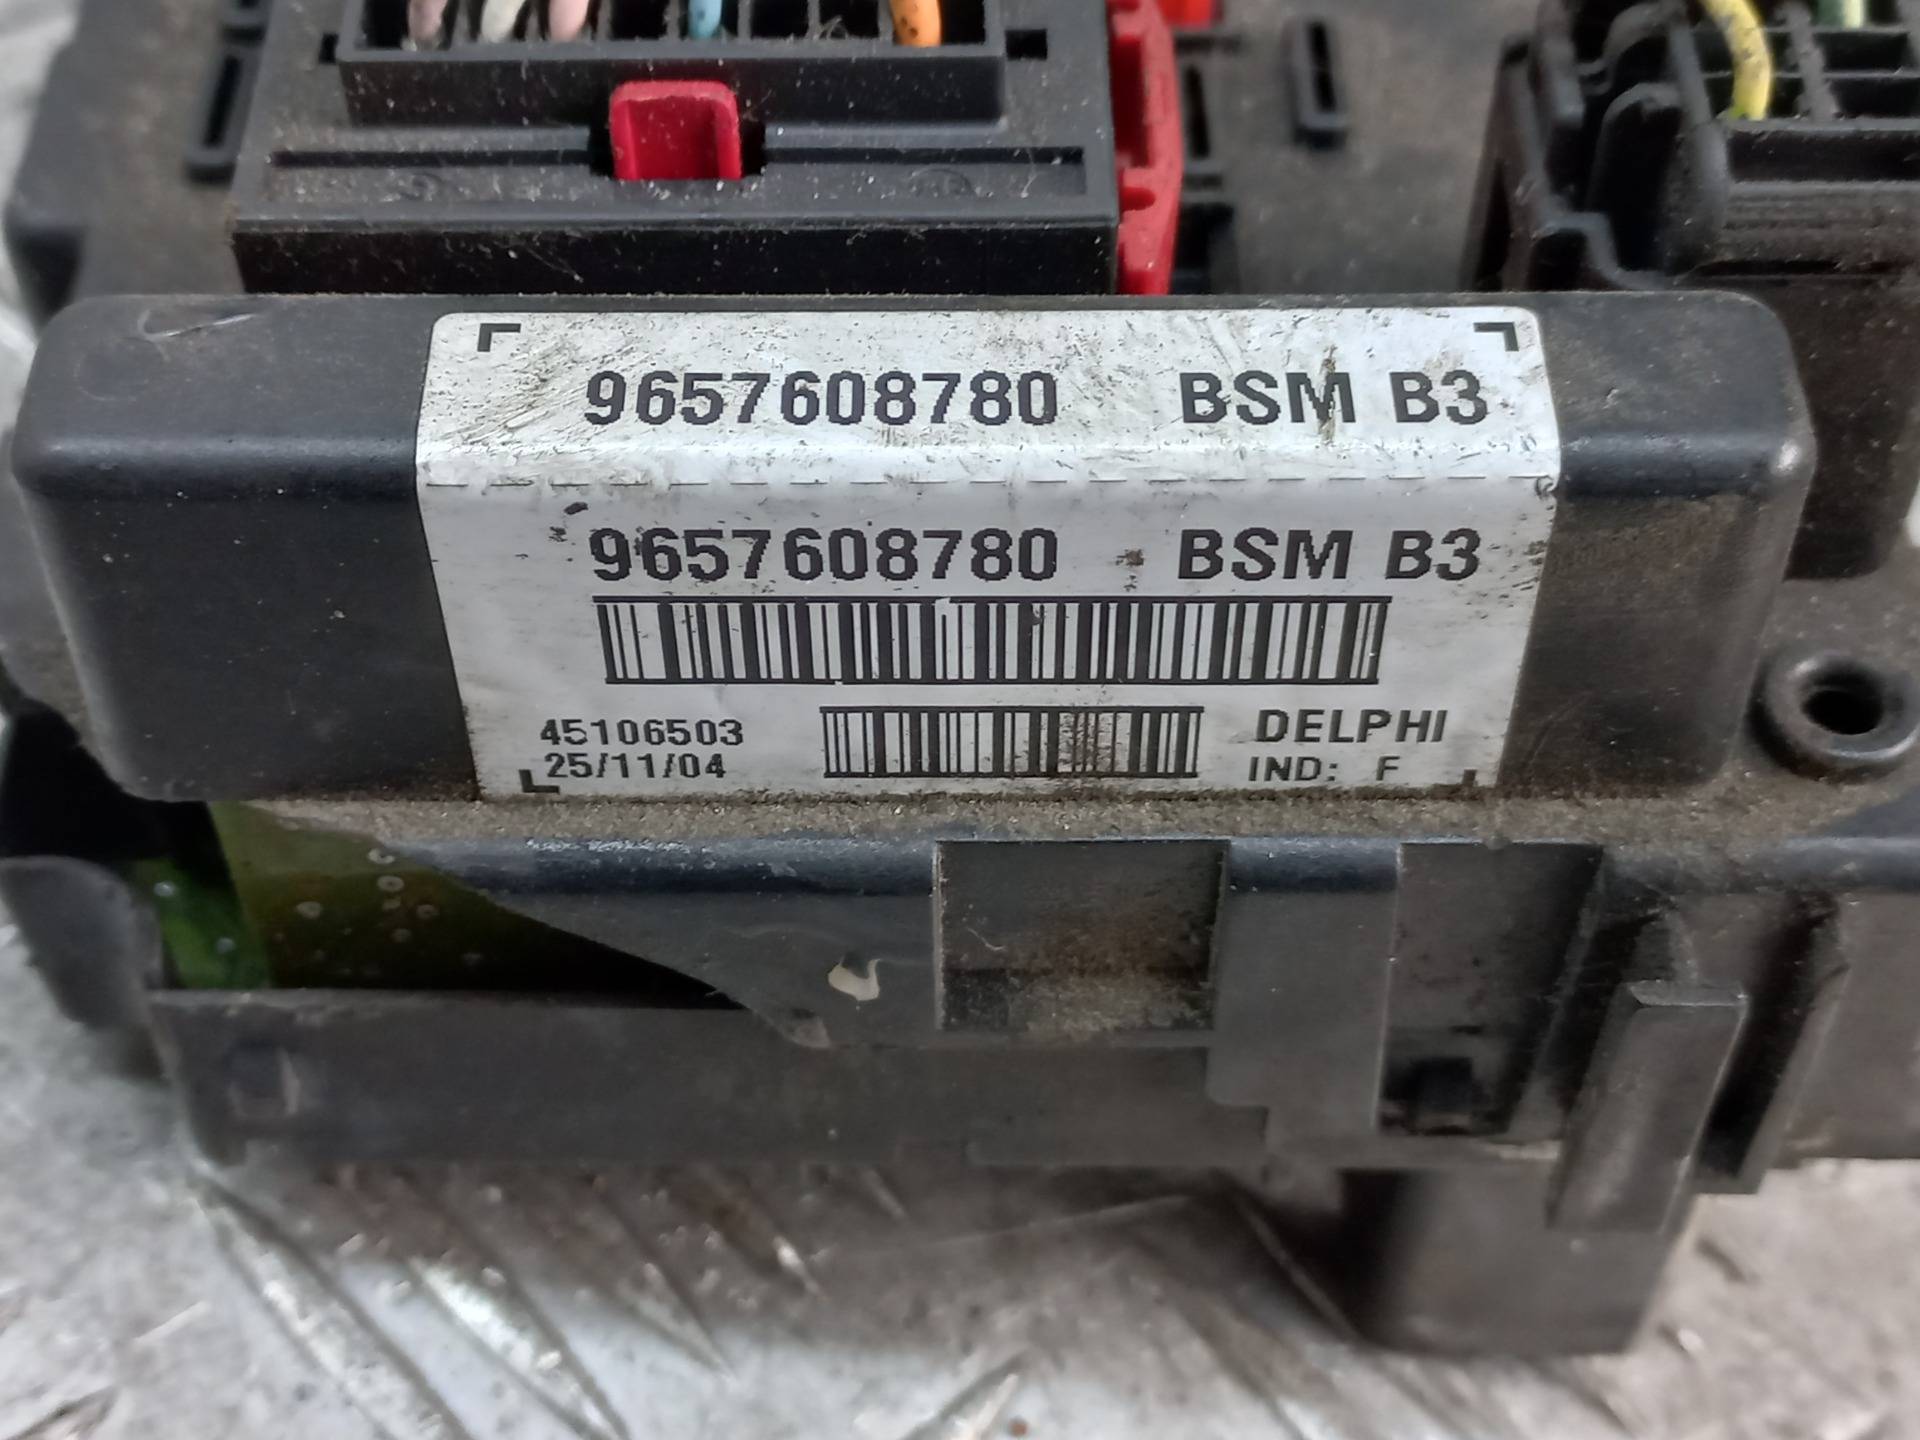 9657608780 BSM B3
9657608780 BSM B3
45106503
25/11/04
DELPHI
IND: F